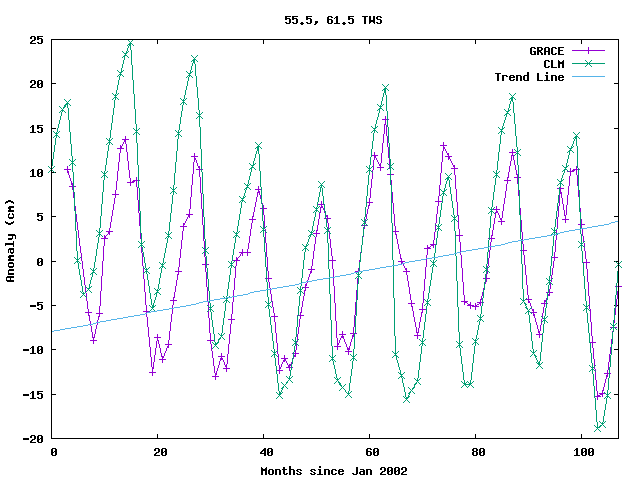 55.5, 61.5 TWS
GRACE
CLM
Trend Line
25
20
15
10
5
0
-5
-10
-15
-20
Anomaly (cm)
0 20 40 60 80 100
Months since Jan 2002